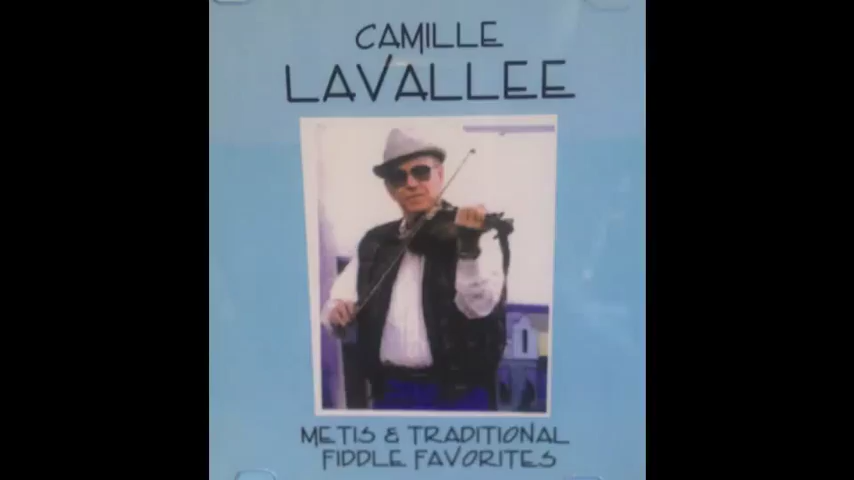 CAMILLE
LAVALLEE
METIS & TRADITIONAL
FIDDLE FAVORITES